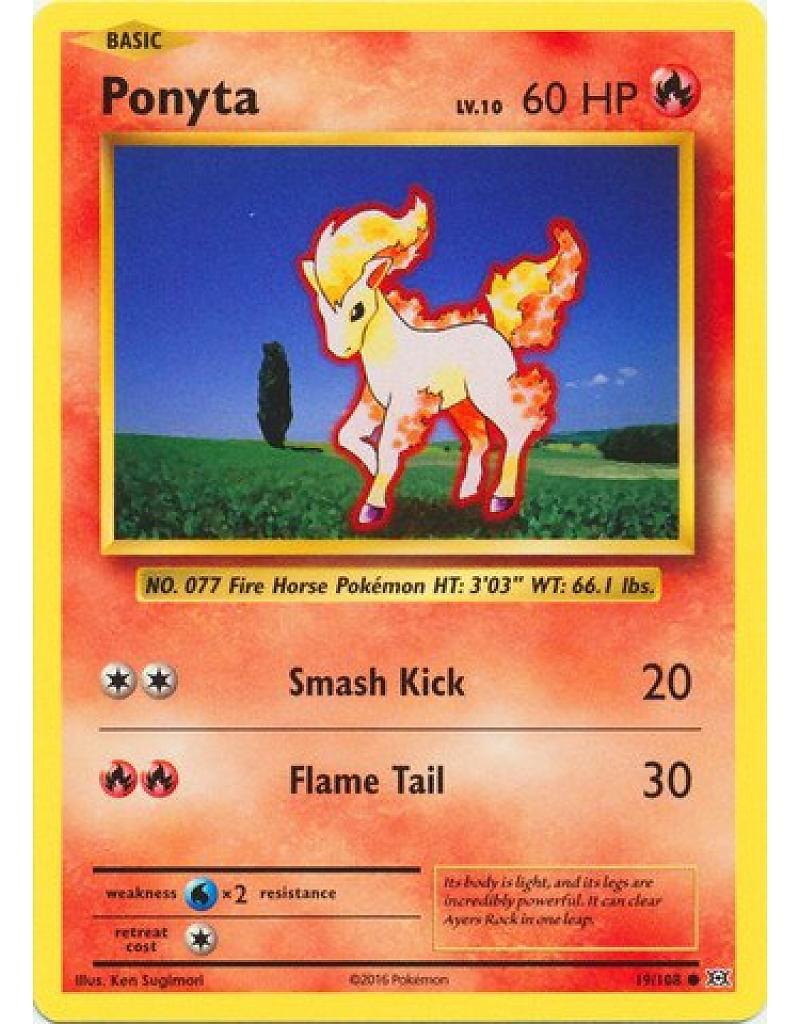 BASIC
Ponyta LV.10 60 HP
NO. 077 Fire Horse Pokémon HT: 3'03" WT: 66.1 lbs.
Smash Kick 20
Flame Tail 30
weakness ×2 resistance
retreat
cost
Its body is light, and its legs are
incredibly powerful. It can clear
Ayers Rock in one leap.
Illus. Ken Sugimori ©2016 Pokémon 19/108